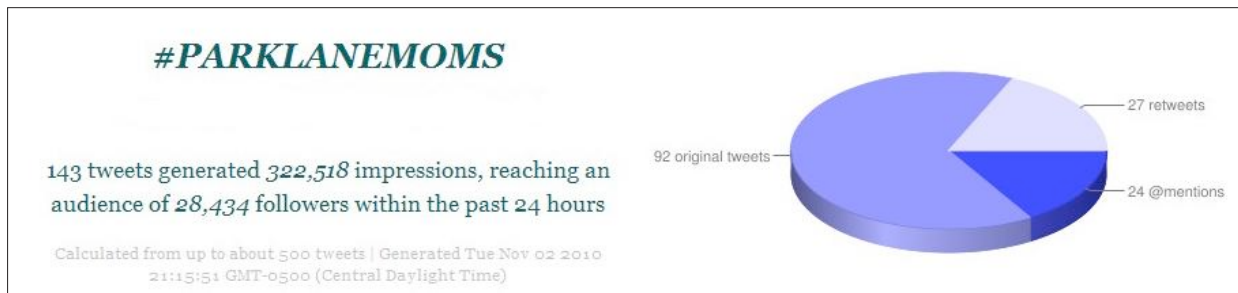 #PARKLANEMOMS
143 tweets generated 322,518 impressions, reaching an
audience of 28,434 followers within the past 24 hours
Calculated from up to about 500 tweets | Generated Tue Nov 02 2010
21:15:51 GMT-0500 (Central Daylight Time)
27 retweets
92 original tweets
24 @mentions